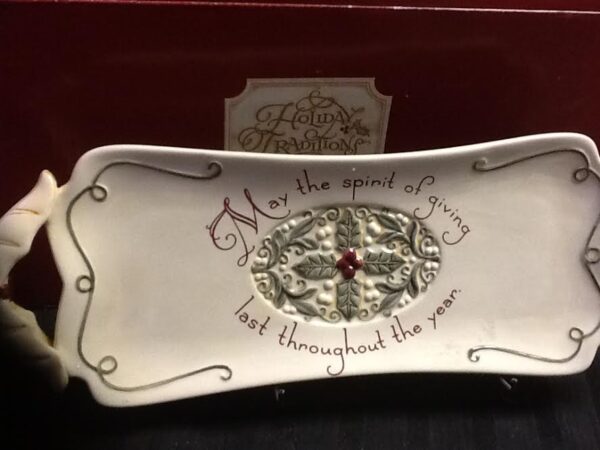 HOLIDAY
TRADITIONS
May the spirit of giving
last throughout the year.